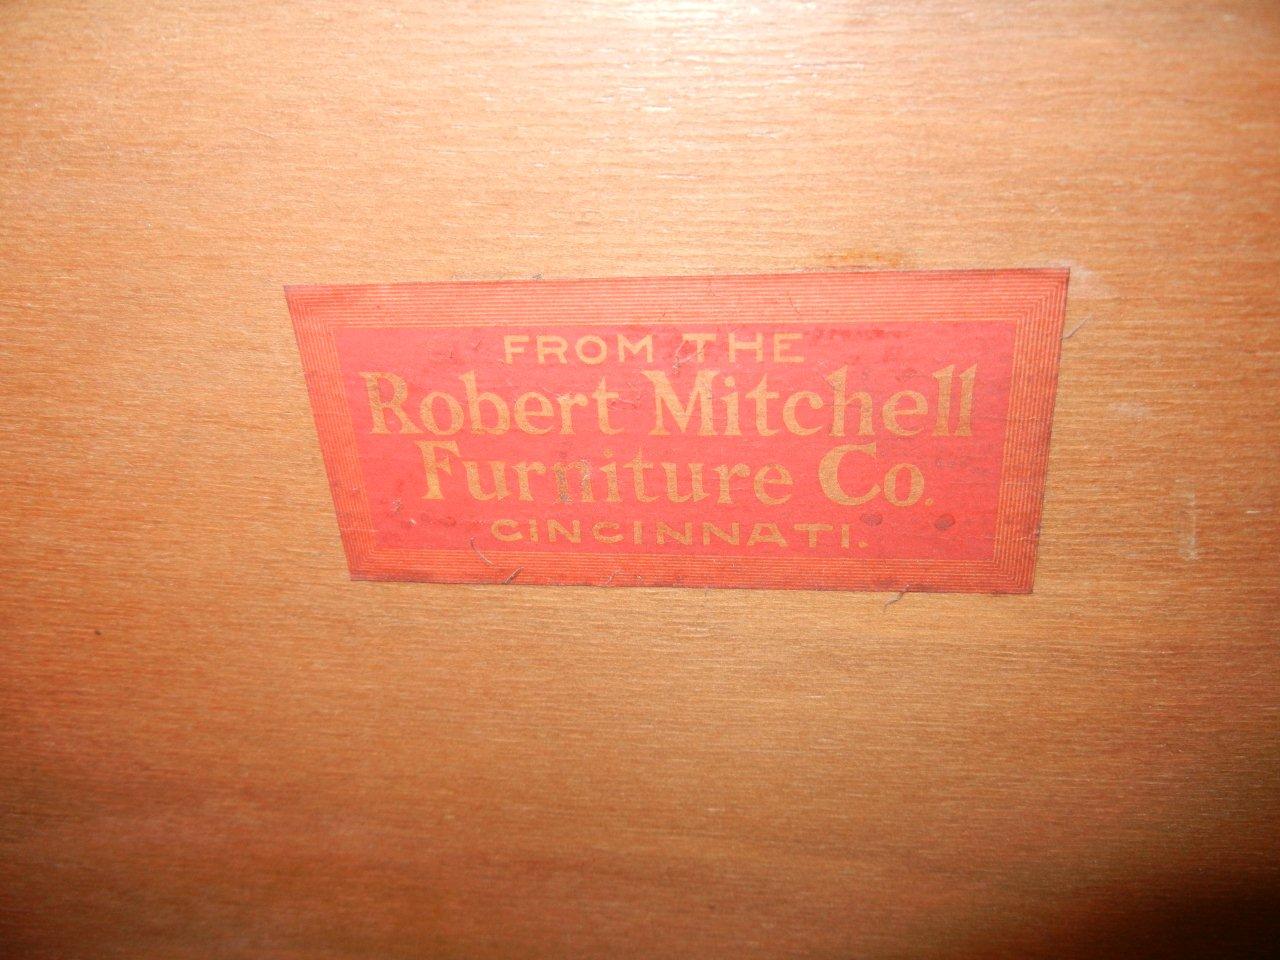 FROM THE
Robert Mitchell
Furniture Co.
CINCINNATI.